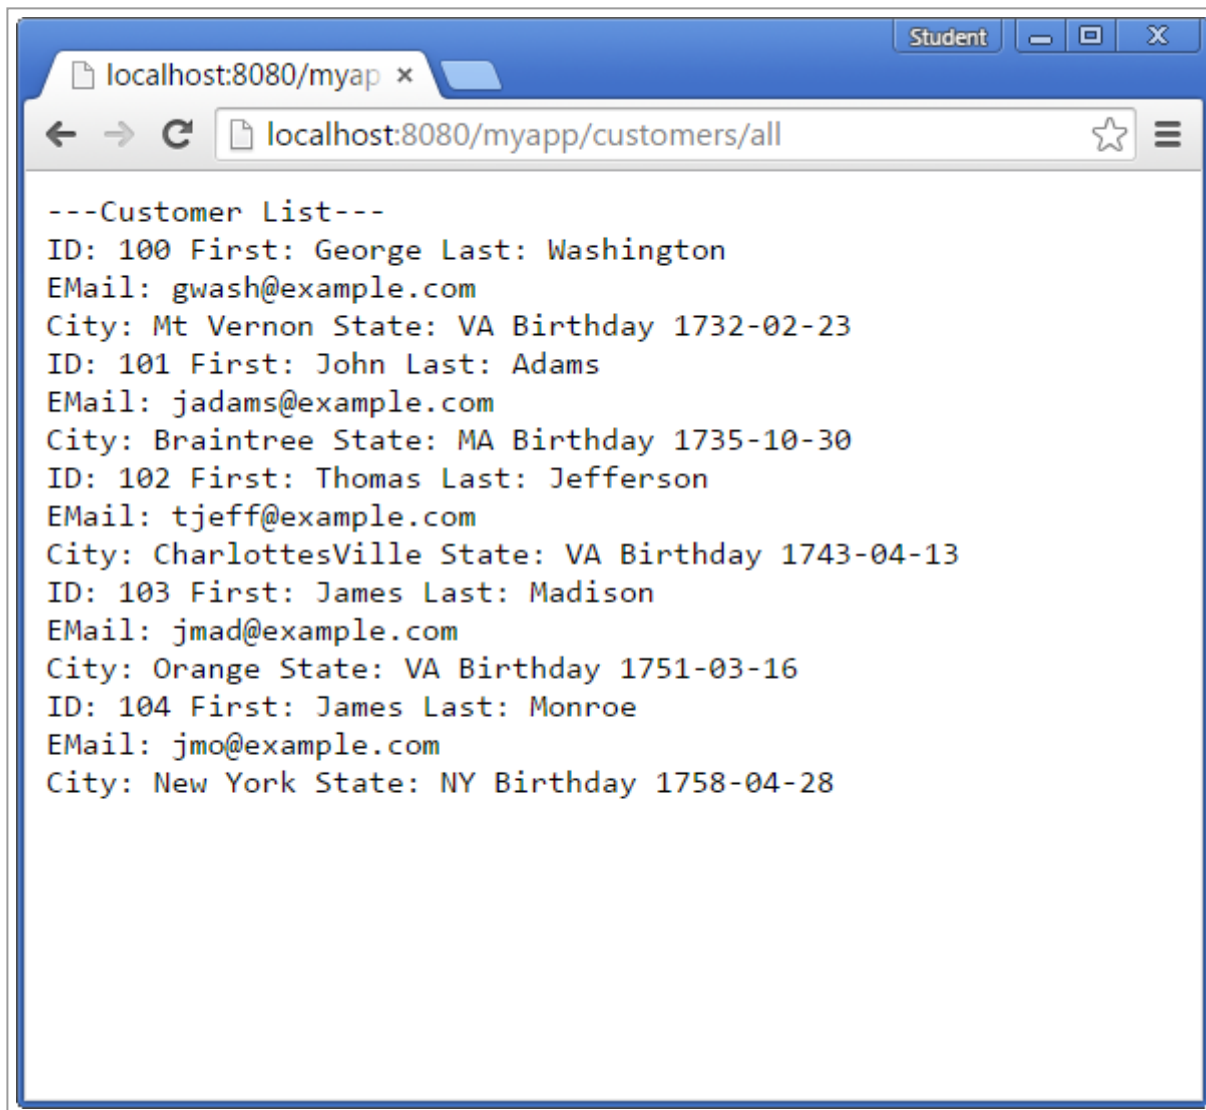 Student
localhost:8080/myap
localhost:8080/myapp/customers/all
---Customer List---
ID: 100 First: George Last: Washington
EMail: gwash@example.com
City: Mt Vernon State: VA Birthday 1732-02-23
ID: 101 First: John Last: Adams
EMail: jadams@example.com
City: Braintree State: MA Birthday 1735-10-30
ID: 102 First: Thomas Last: Jefferson
EMail: tjeff@example.com
City: CharlottesVille State: VA Birthday 1743-04-13
ID: 103 First: James Last: Madison
EMail: jmad@example.com
City: Orange State: VA Birthday 1751-03-16
ID: 104 First: James Last: Monroe
EMail: jmo@example.com
City: New York State: NY Birthday 1758-04-28